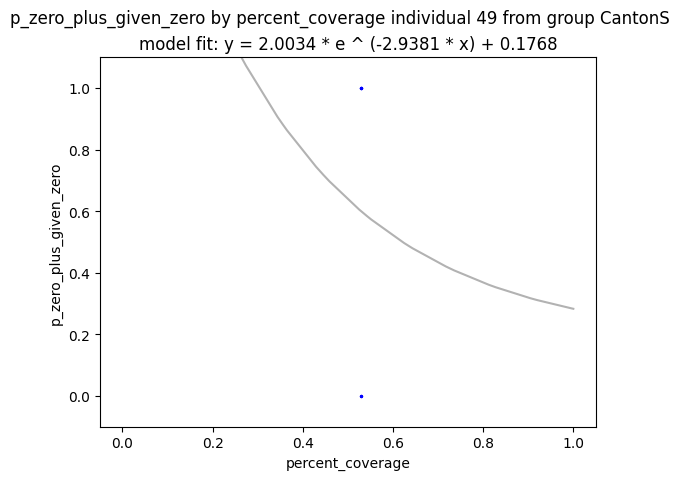 p_zero_plus_given_zero by percent_coverage individual 49 from group CantonS
model fit: y = 2.0034 * e ^ (-2.9381 * x) + 0.1768
1.0
0.8
0.6
0.4
0.2
0.0
p_zero_plus_given_zero
0.0 0.2 0.4 0.6 0.8 1.0
percent_coverage